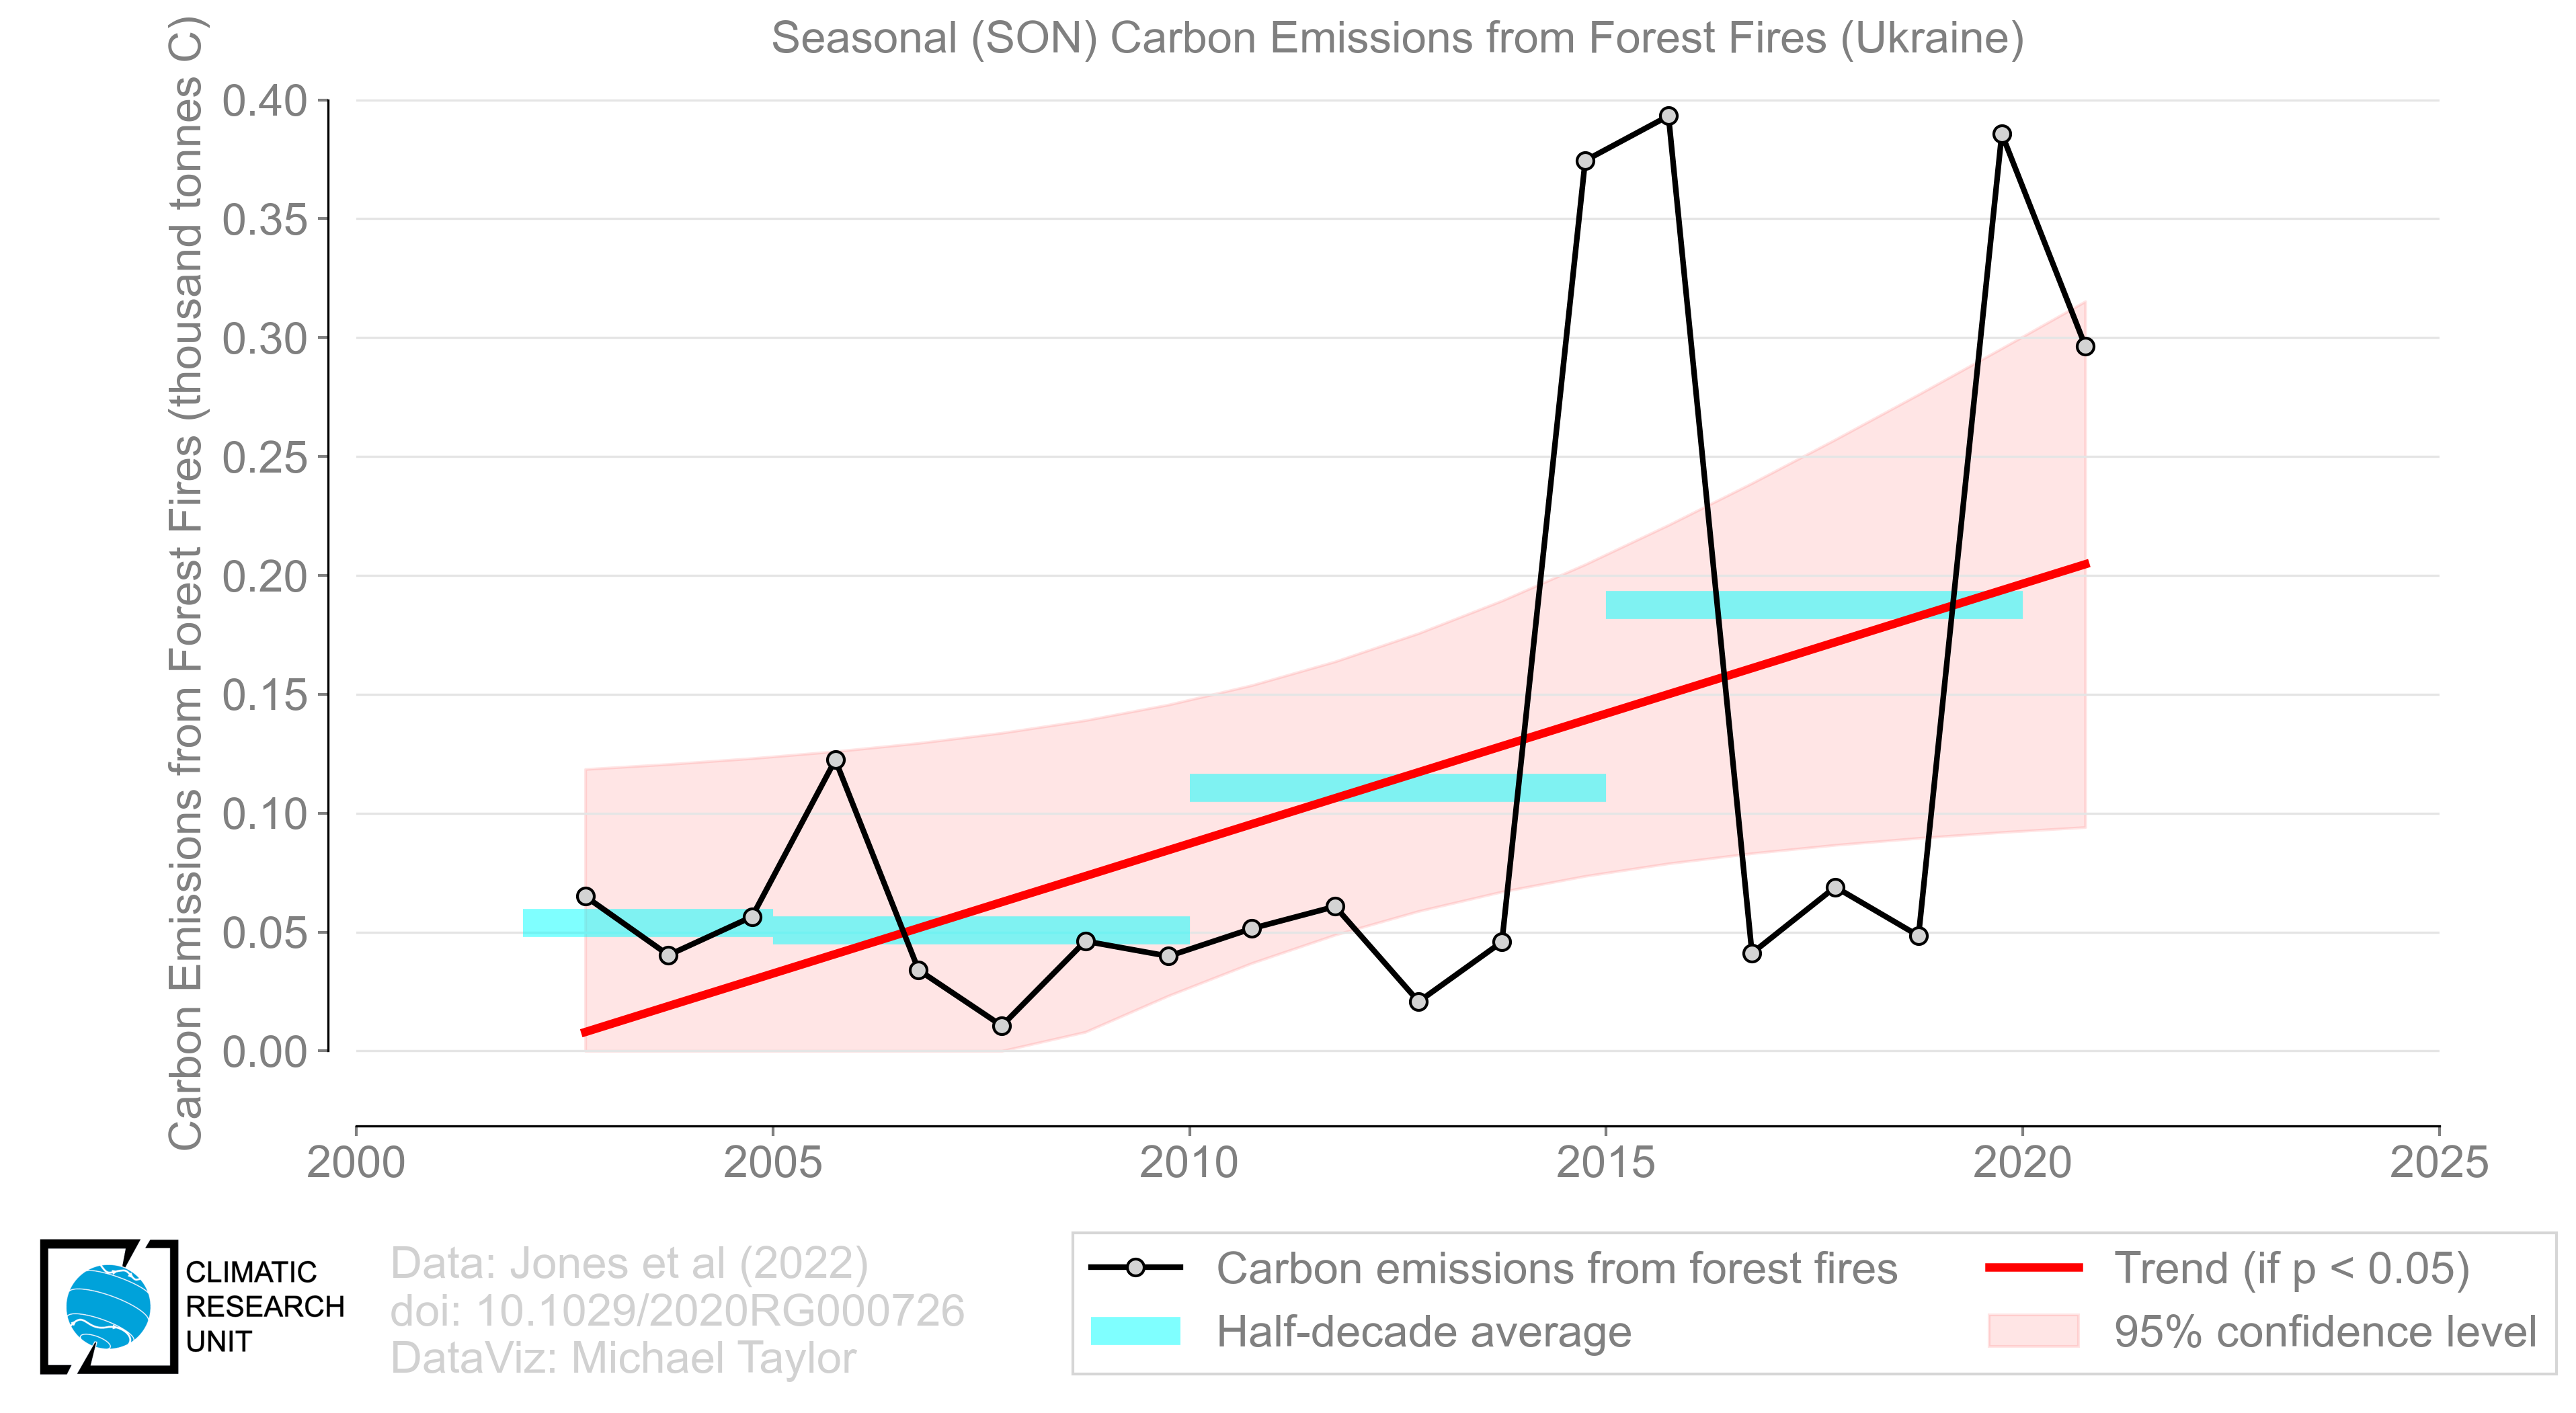 Seasonal (SON) Carbon Emissions from Forest Fires (Ukraine)
Carbon Emissions from Forest Fires (thousand tonnes C)
0.40
0.35
0.30
0.25
0.20
0.15
0.10
0.05
0.00
2000
2005
2010
2015
2020
2025
CLIMATIC
RESEARCH
UNIT
Data: Jones et al (2022)
doi: 10.1029/2020RG000726
DataViz: Michael Taylor
Carbon emissions from forest fires
Half-decade average
Trend (if p < 0.05)
95% confidence level